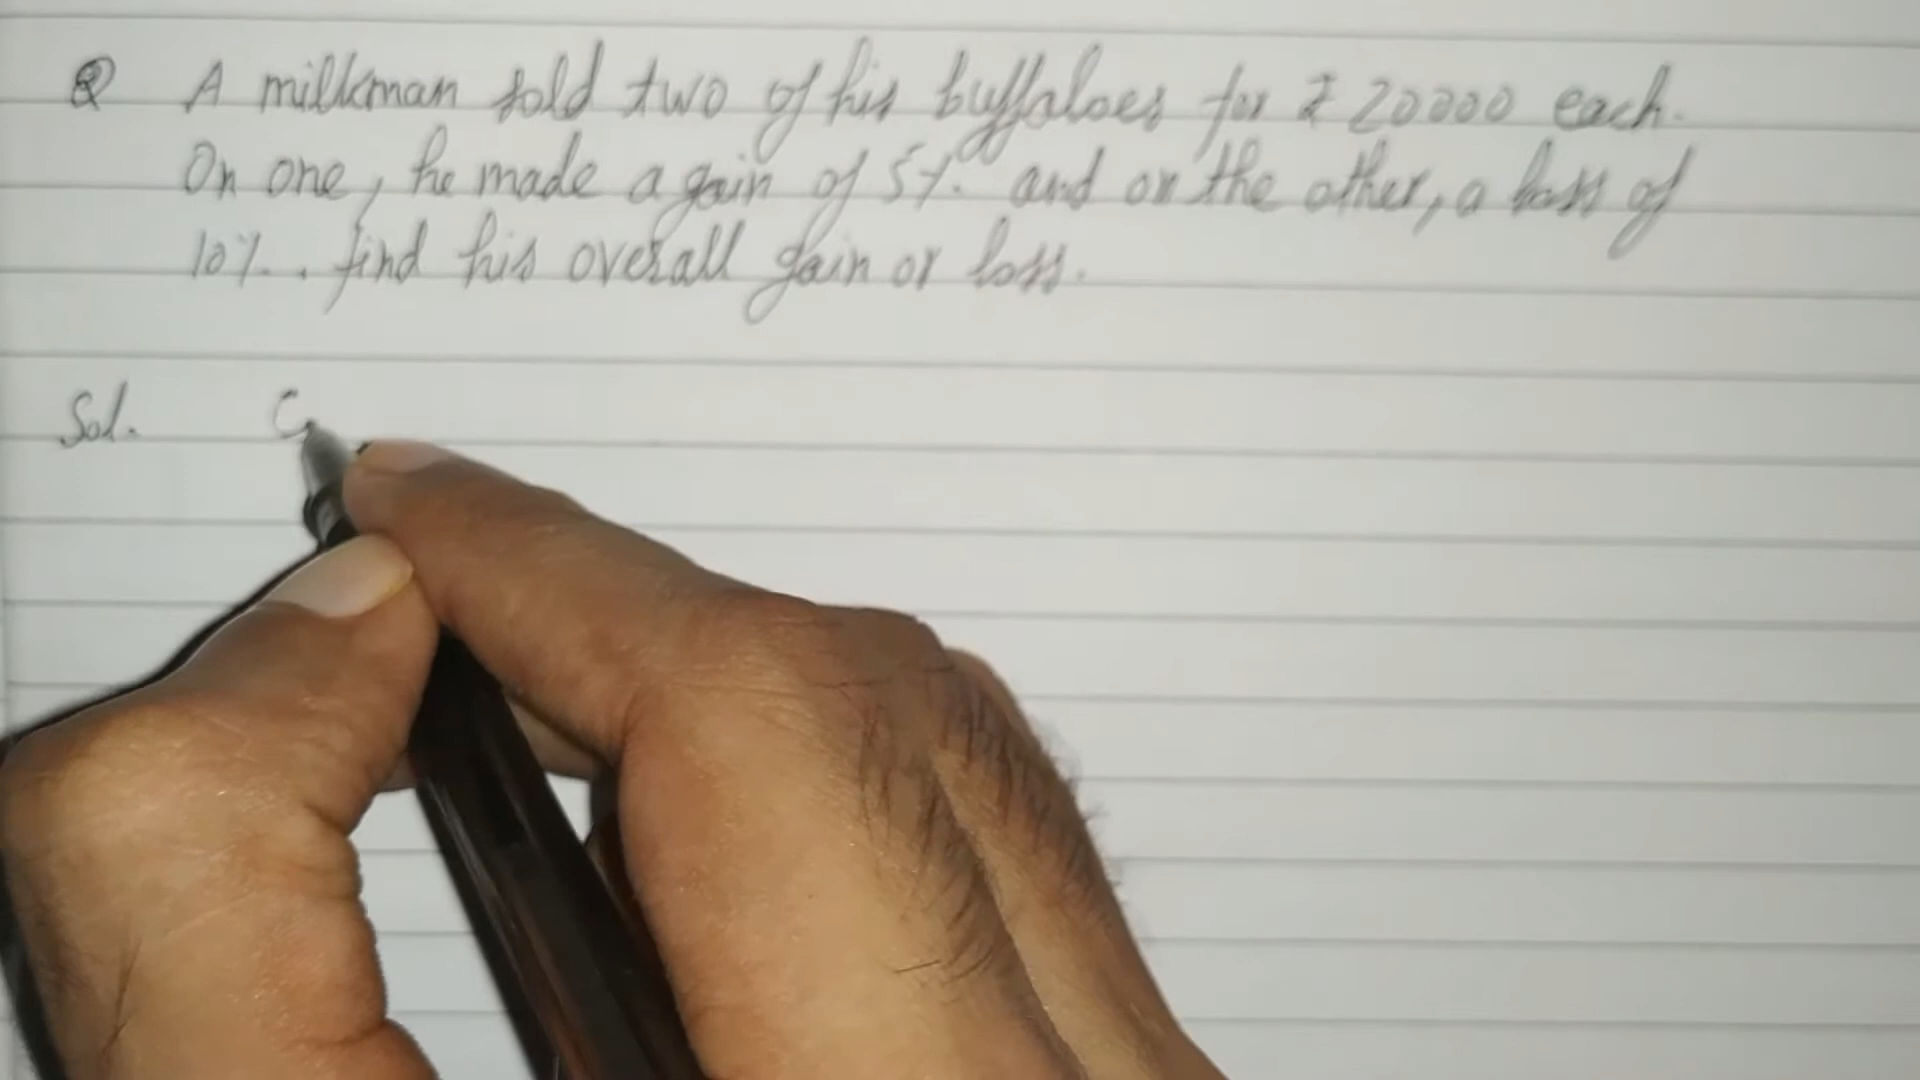 Q A milkman sold two of his buffaloes for ₹ 20000 each.
On one, he made a gain of 5%. and on the other, a loss of
10%.. find his overall gain or loss.
Sol. C